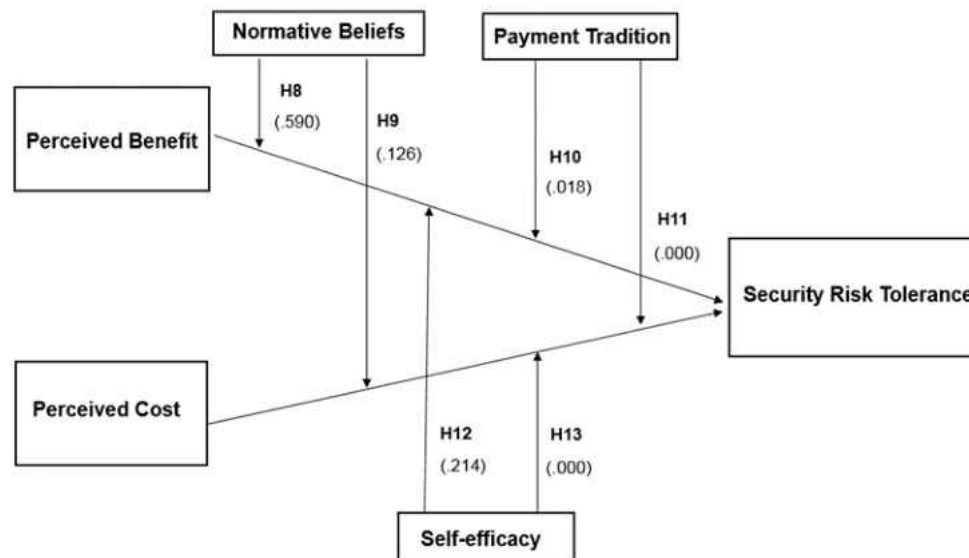 Normative Beliefs
Payment Tradition
H8
(.590)
Perceived Benefit
H9
(.126)
H10
(.018)
H11
(.000)
Security Risk Tolerance
Perceived Cost
H12
(.214)
H13
(.000)
Self-efficacy